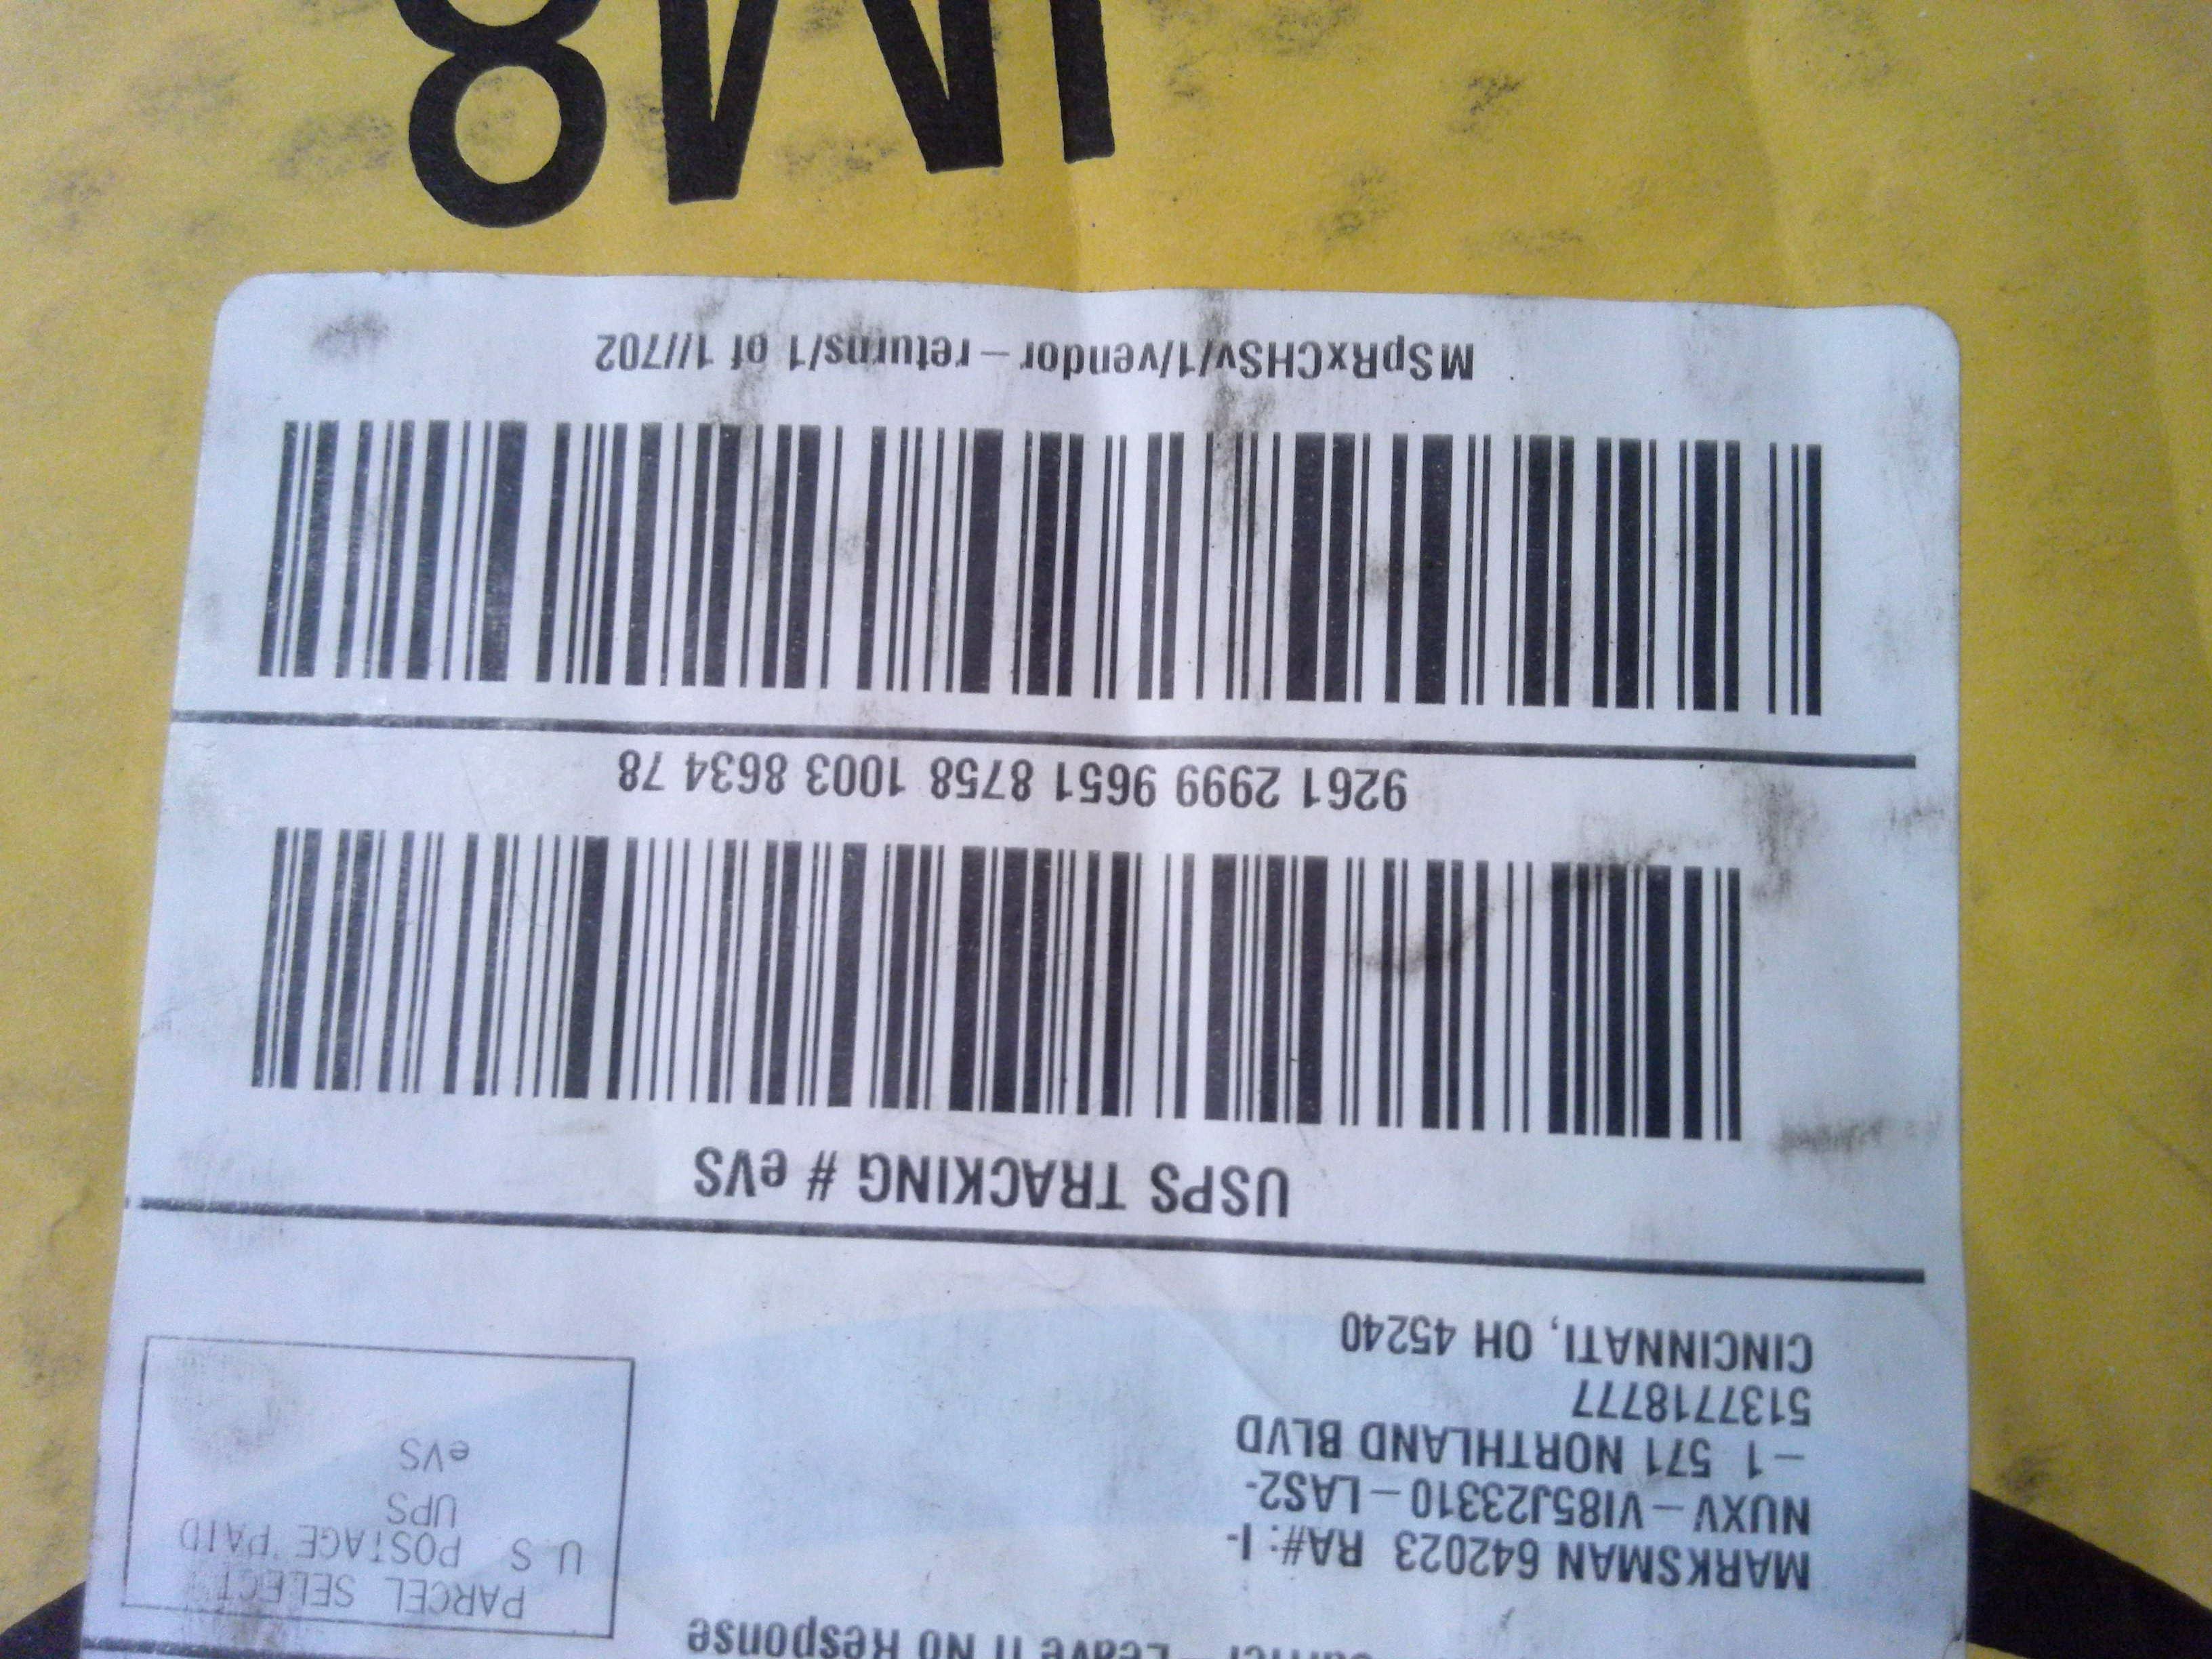 Carrier – Leave if No Response
PARCEL SELECT
U.S. POSTAGE PAID
UPS
eVS
MARKSMAN 642023 RA#: I-
NUXV – VI85J23310 – LAS2-
– 1 571 NORTHLAND BLVD
5137718777
CINCINNATI, OH 45240
USPS TRACKING # eVS
9261 2999 9651 8758 1003 8634 78
MSpRxCHSv/1/vendor – returns/1 of 1//702